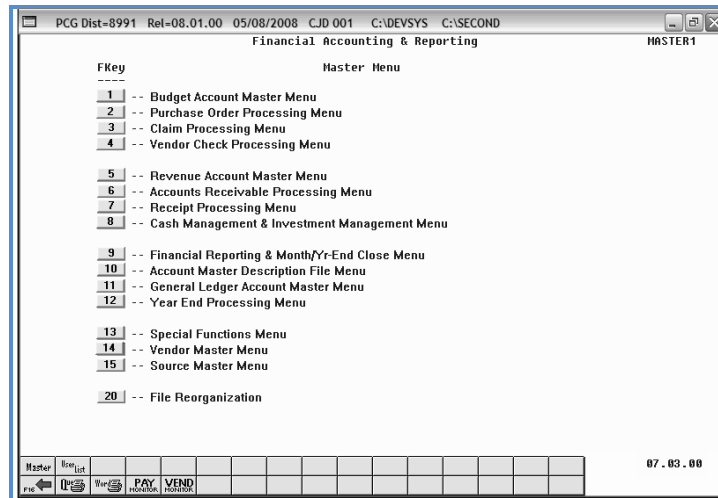 PCG Dist=8991 Rel=08.01.00 05/08/2008 CJD 001 C:\DEVSYS C:\SECOND
Financial Accounting & Reporting MASTER1
FKey Master Menu
----
1 -- Budget Account Master Menu
2 -- Purchase Order Processing Menu
3 -- Claim Processing Menu
4 -- Vendor Check Processing Menu
5 -- Revenue Account Master Menu
6 -- Accounts Receivable Processing Menu
7 -- Receipt Processing Menu
8 -- Cash Management & Investment Management Menu
9 -- Financial Reporting & Month/Yr-End Close Menu
10 -- Account Master Description File Menu
11 -- General Ledger Account Master Menu
12 -- Year End Processing Menu
13 -- Special Functions Menu
14 -- Vendor Master Menu
15 -- Source Master Menu
20 -- File Reorganization
Master User List 07.03.00
F16 Que Word PAY MONITOR VEND MONITOR